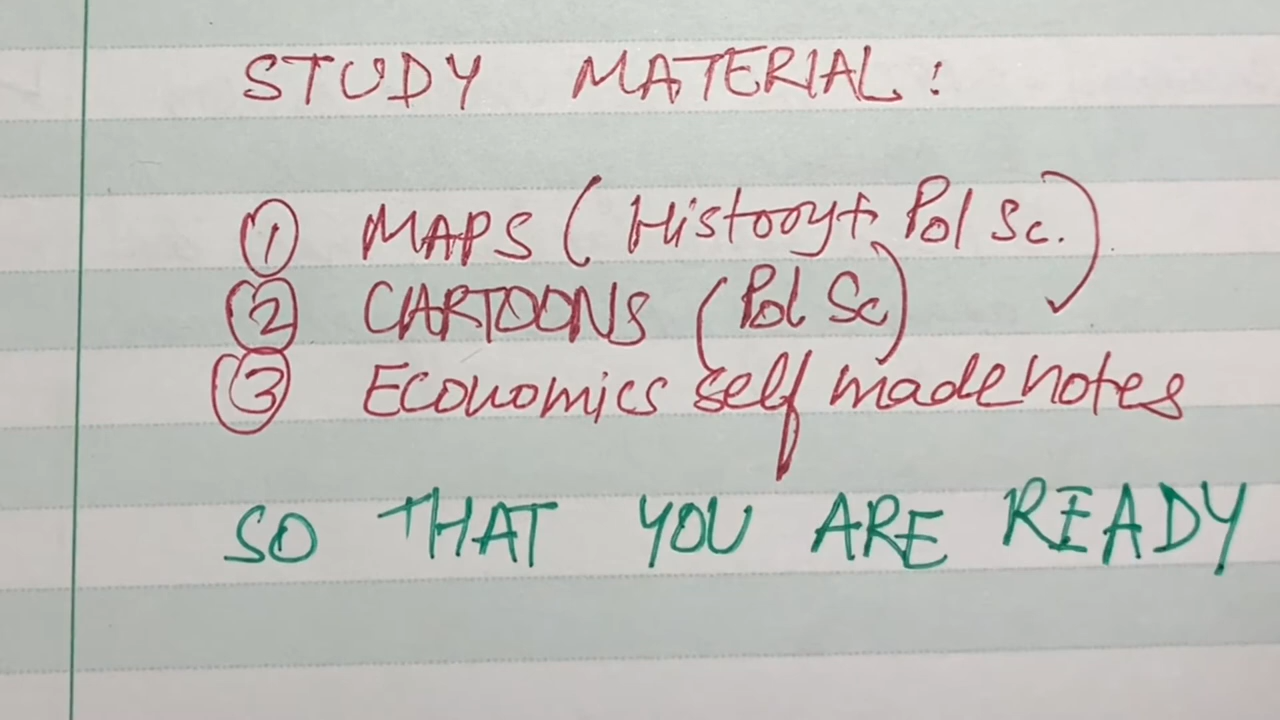 STUDY MATERIAL:
① MAPS (History+ Pol Sc.)
② CARTOONS (Pol Sc)
③ Economics self made notes
SO THAT YOU ARE READY